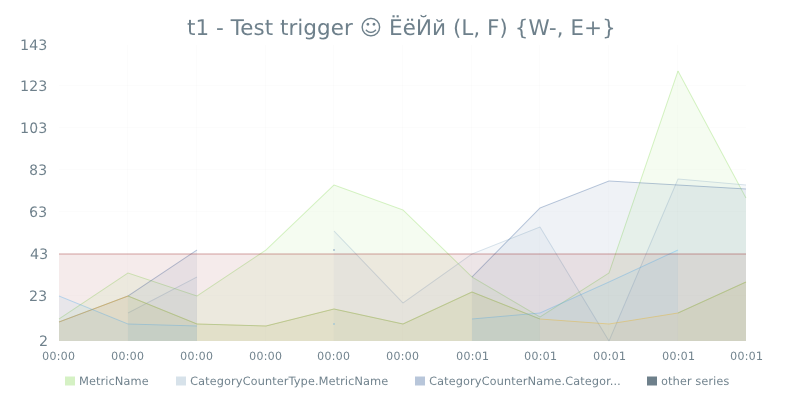 t1 - Test trigger ☺ ЁёЙй (L, F) {W-, E+}
143
123
103
83
63
43
23
2
00:00 00:00 00:00 00:00 00:00 00:00 00:01 00:01 00:01 00:01 00:01
MetricName CategoryCounterType.MetricName CategoryCounterName.Categor... other series